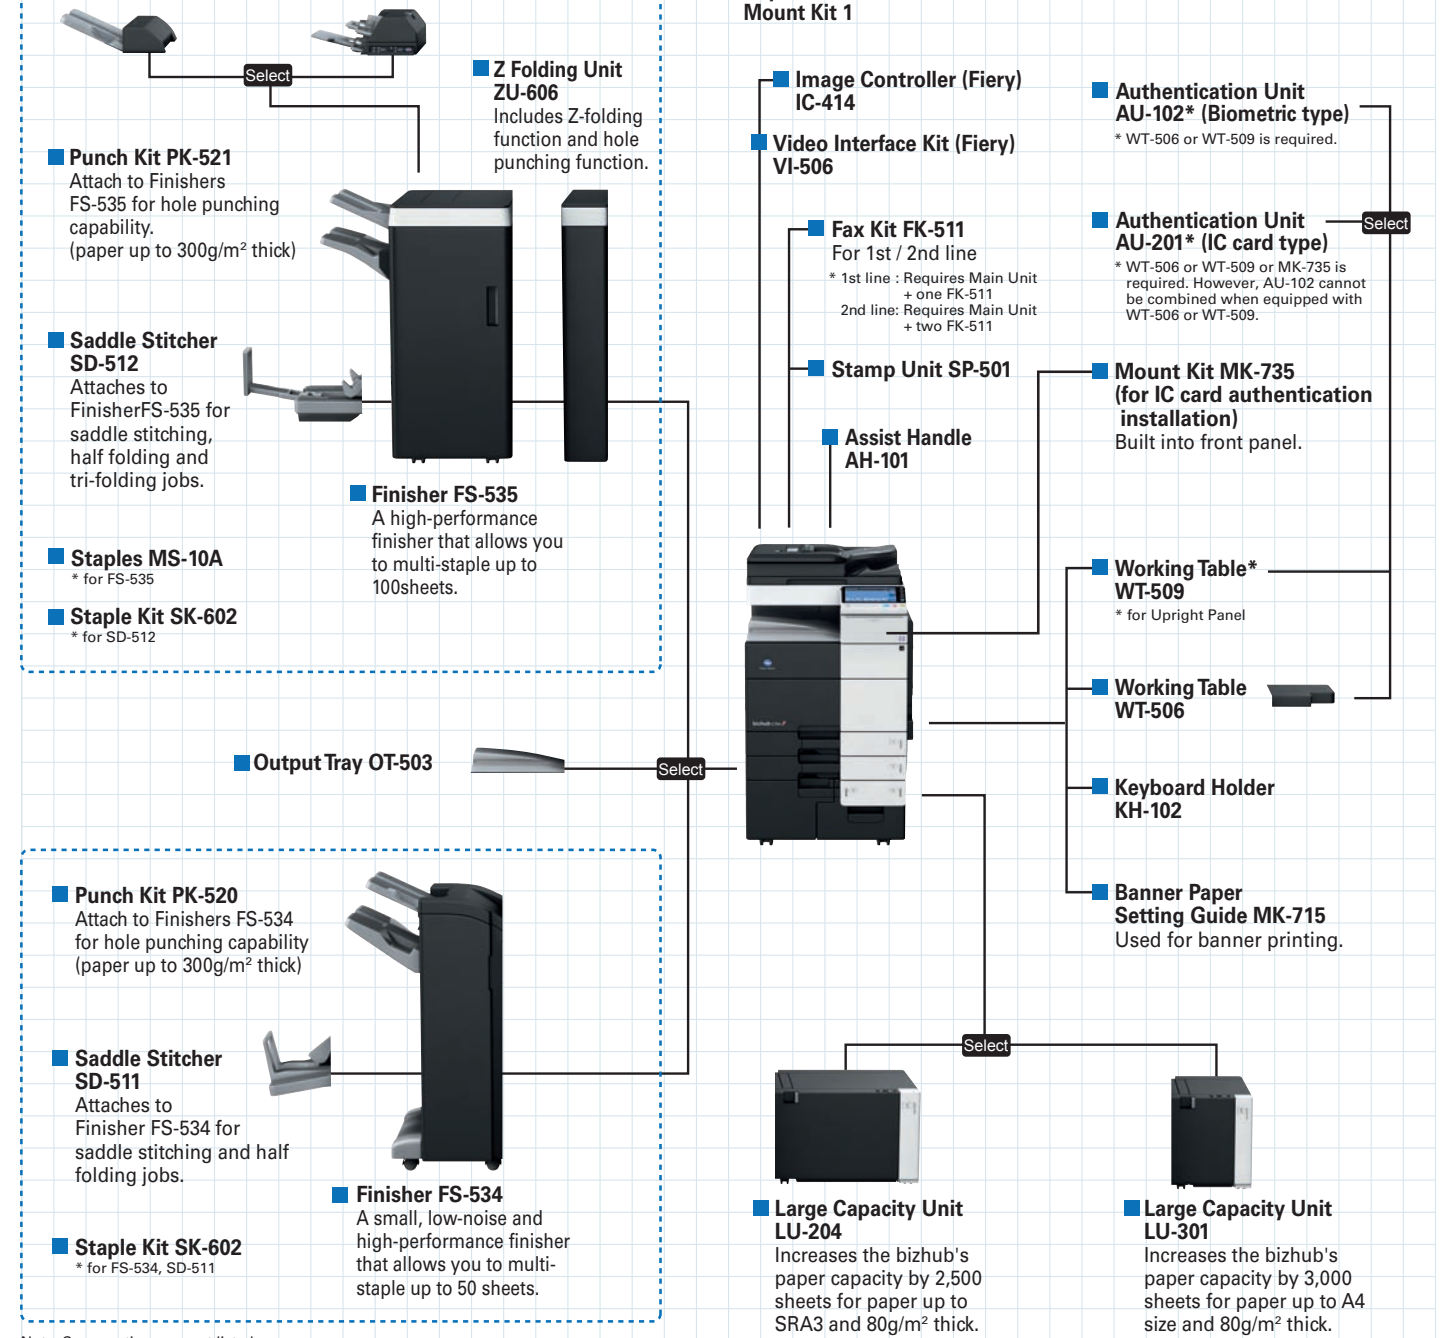 Mount Kit 1
Select
Z Folding Unit
ZU-606
Includes Z-folding
function and hole
punching function.
Punch Kit PK-521
Attach to Finishers
FS-535 for hole punching
capability.
(paper up to 300g/m² thick)
Saddle Stitcher
SD-512
Attaches to
FinisherFS-535 for
saddle stitching,
half folding and
tri-folding jobs.
Finisher FS-535
A high-performance
finisher that allows you
to multi-staple up to
100sheets.
Staples MS-10A
* for FS-535
Staple Kit SK-602
* for SD-512
Image Controller (Fiery)
IC-414
Video Interface Kit (Fiery)
VI-506
Fax Kit FK-511
For 1st / 2nd line
* 1st line : Requires Main Unit
+ one FK-511
2nd line: Requires Main Unit
+ two FK-511
Stamp Unit SP-501
Assist Handle
AH-101
Authentication Unit
AU-102* (Biometric type)
* WT-506 or WT-509 is required.
Authentication Unit
AU-201* (IC card type)
Select
* WT-506 or WT-509 or MK-735 is
required. However, AU-102 cannot
be combined when equipped with
WT-506 or WT-509.
Mount Kit MK-735
(for IC card authentication
installation)
Built into front panel.
Working Table*
WT-509
* for Upright Panel
Working Table
WT-506
Keyboard Holder
KH-102
Banner Paper
Setting Guide MK-715
Used for banner printing.
Output Tray OT-503
Select
Punch Kit PK-520
Attach to Finishers FS-534
for hole punching capability
(paper up to 300g/m² thick)
Saddle Stitcher
SD-511
Attaches to
Finisher FS-534 for
saddle stitching and half
folding jobs.
Finisher FS-534
A small, low-noise and
high-performance finisher
that allows you to multi-
staple up to 50 sheets.
Staple Kit SK-602
* for FS-534, SD-511
Select
Large Capacity Unit
LU-204
Increases the bizhub's
paper capacity by 2,500
sheets for paper up to
SRA3 and 80g/m² thick.
Large Capacity Unit
LU-301
Increases the bizhub's
paper capacity by 3,000
sheets for paper up to A4
size and 80g/m² thick.